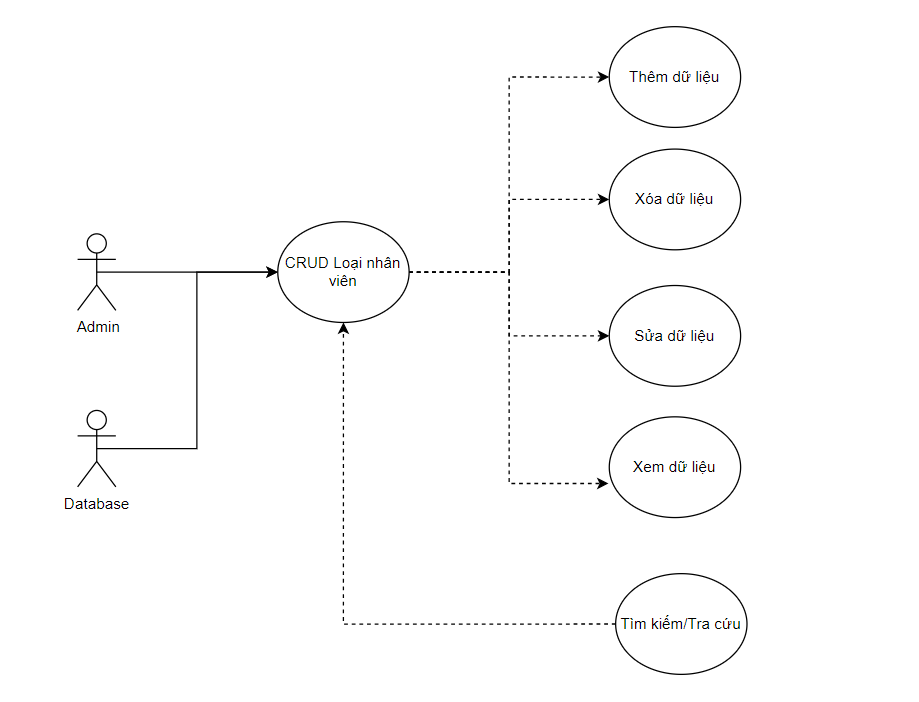 Thêm dữ liệu
Xóa dữ liệu
CRUD Loại nhân
viên
Admin
Sửa dữ liệu
Xem dữ liệu
Database
Tìm kiếm/Tra cứu